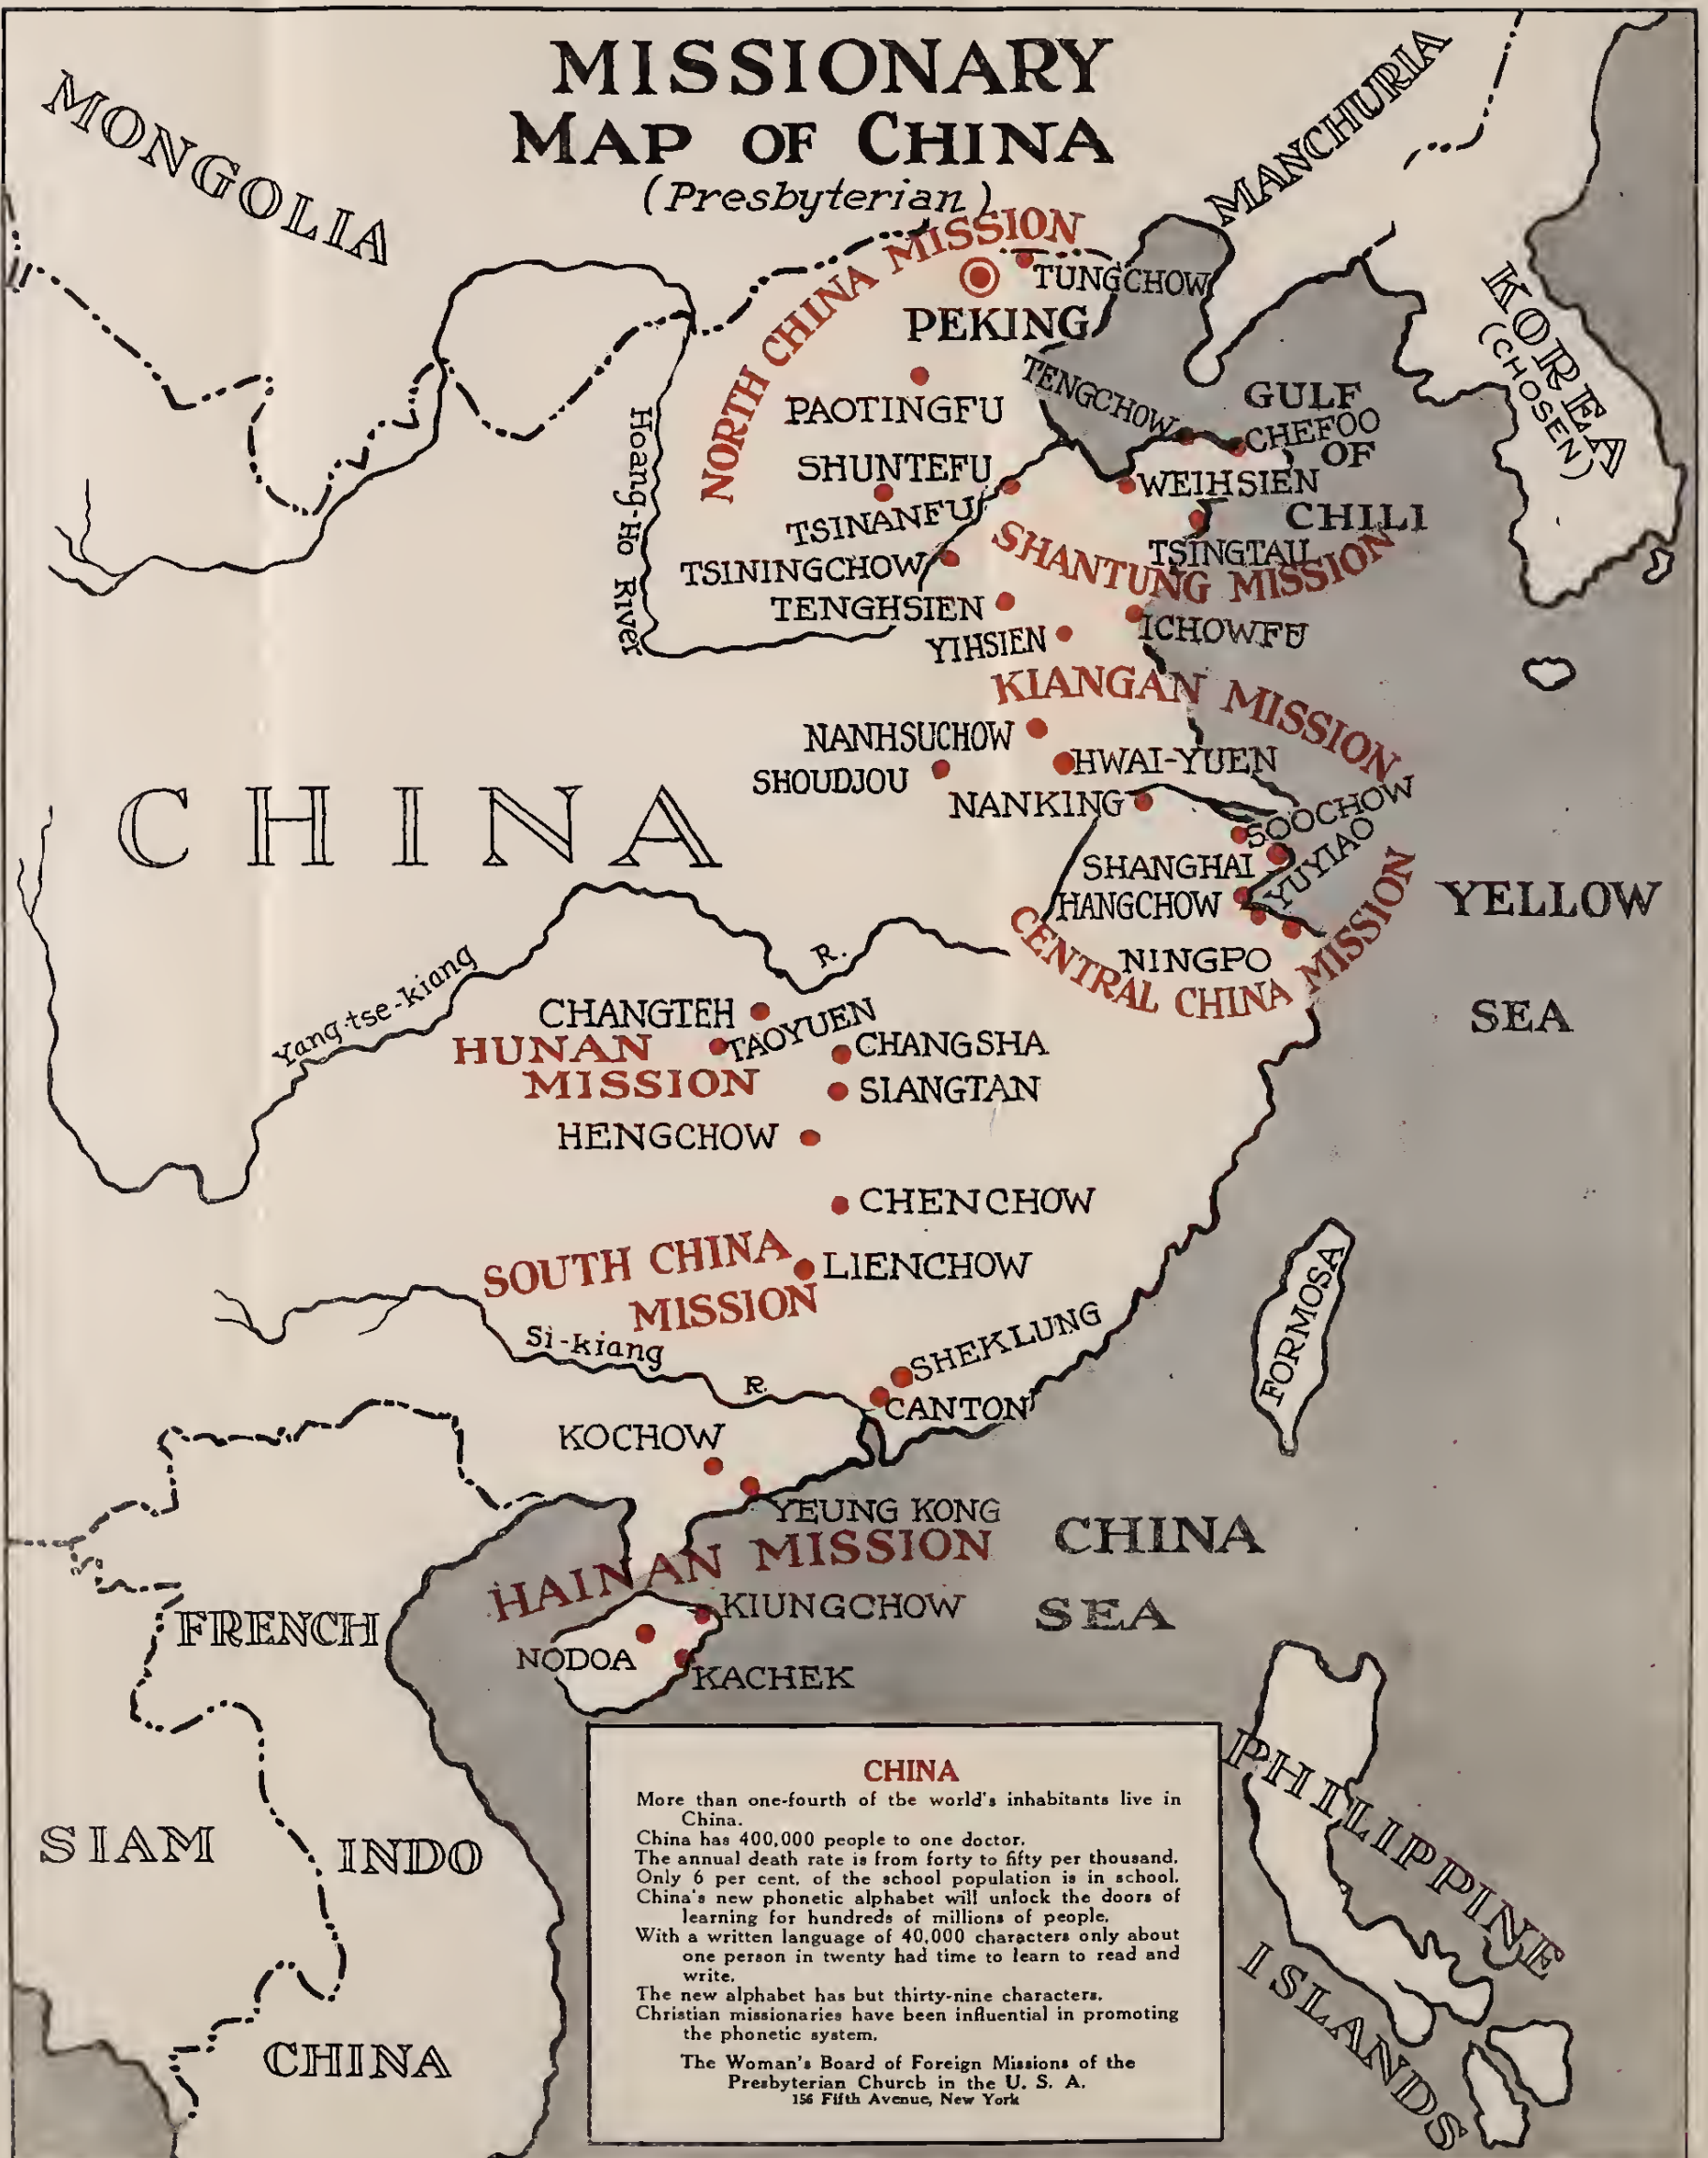 MISSIONARY
MAP OF CHINA
(Presbyterian)
MONGOLIA
MANCHURIA
NORTH CHINA MISSION
TUNGCHOW
PEKING
KOREA
(CHOSEN)
PAOTINGFU
TENGCHOW
GULF
CHEFOO
OF
Hoang-Ho River
SHUNTEFU
WEIHSIEN
CHILI
TSINANFU
TSINGTAU
SHANTUNG MISSION
TSININGCHOW
TENGHSIEN
ICHOWFU
YIHSIEN
KIANGAN MISSION
NANHSUCHOW
HWAI-YUEN
SHOUDJOU
NANKING
SOOCHOW
CHINA
SHANGHAI
YUYIAO
HANGCHOW
YELLOW
SEA
NINGPO
CENTRAL CHINA MISSION
Yang-tse-kiang R.
CHANGTEH
TAOYUEN
HUNAN
MISSION
CHANGSHA
SIANGTAN
HENGCHOW
CHENCHOW
SOUTH CHINA
MISSION
LIENCHOW
FORMOSA
Si-kiang R.
SHEKLUNG
CANTON
KOCHOW
YEUNG KONG
CHINA
SEA
HAINAN MISSION
KIUNGCHOW
NODOA
KACHEK
FRENCH
INDO
CHINA
SIAM
PHILIPPINE
ISLANDS
CHINA
More than one-fourth of the world's inhabitants live in
China.
China has 400,000 people to one doctor.
The annual death rate is from forty to fifty per thousand.
Only 6 per cent. of the school population is in school.
China's new phonetic alphabet will unlock the doors of
learning for hundreds of millions of people.
With a written language of 40,000 characters only about
one person in twenty had time to learn to read and
write.
The new alphabet has but thirty-nine characters.
Christian missionaries have been influential in promoting
the phonetic system.
The Woman's Board of Foreign Missions of the
Presbyterian Church in the U. S. A.
156 Fifth Avenue, New York